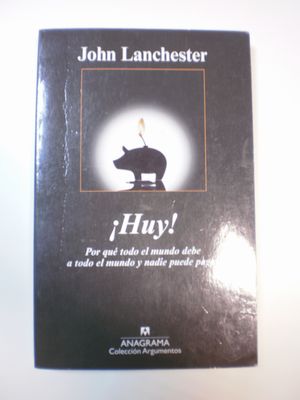 John Lanchester
¡Huy!
Por qué todo el mundo debe
a todo el mundo y nadie puede
ANAGRAMA
Colección Argumentos